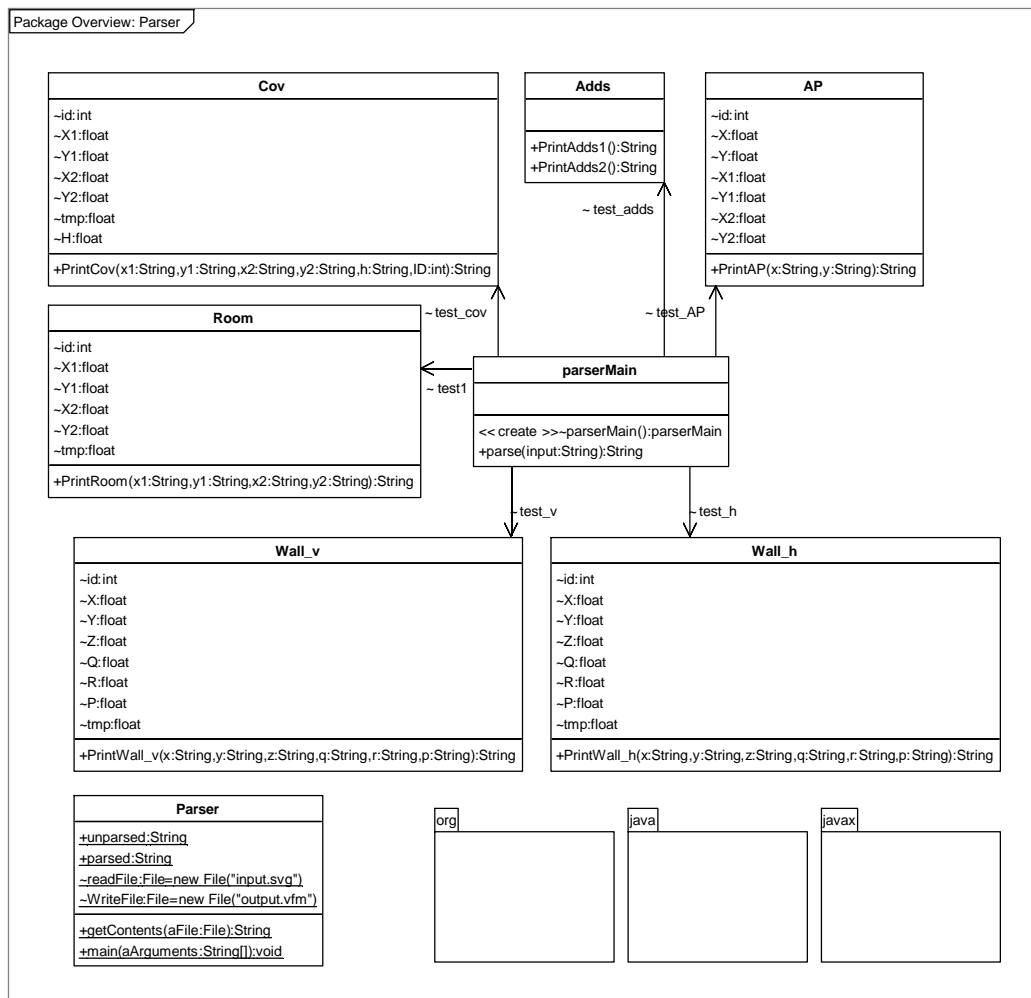 Package Overview: Parser
Cov
~id:int
~X1:float
~Y1:float
~X2:float
~Y2:float
~tmp:float
~H:float
+PrintCov(x1:String,y1:String,x2:String,y2:String,h:String,ID:int):String
Adds
+PrintAdds1():String
+PrintAdds2():String
AP
~id:int
~X:float
~Y:float
~X1:float
~Y1:float
~X2:float
~Y2:float
+PrintAP(x:String,y:String):String
~ test_adds
~ test_cov
~ test_AP
Room
~id:int
~X1:float
~Y1:float
~X2:float
~Y2:float
~tmp:float
+PrintRoom(x1:String,y1:String,x2:String,y2:String):String
~ test1
parserMain
<< create >>~parserMain():parserMain
+parse(input:String):String
~test_v
~ test_h
Wall_v
~id:int
~X:float
~Y:float
~Z:float
~Q:float
~R:float
~P:float
~tmp:float
+PrintWall_v(x:String,y:String,z:String,q:String,r:String,p:String):String
Wall_h
~id:int
~X:float
~Y:float
~Z:float
~Q:float
~R:float
~P:float
~tmp:float
+PrintWall_h(x:String,y:String,z:String,q:String,r:String,p:String):String
Parser
+unparsed:String
+parsed:String
~readFile:File=new File("input.svg")
~WriteFile:File=new File("output.vfm")
+getContents(aFile:File):String
+main(aArguments:String[]):void
org
java
javax